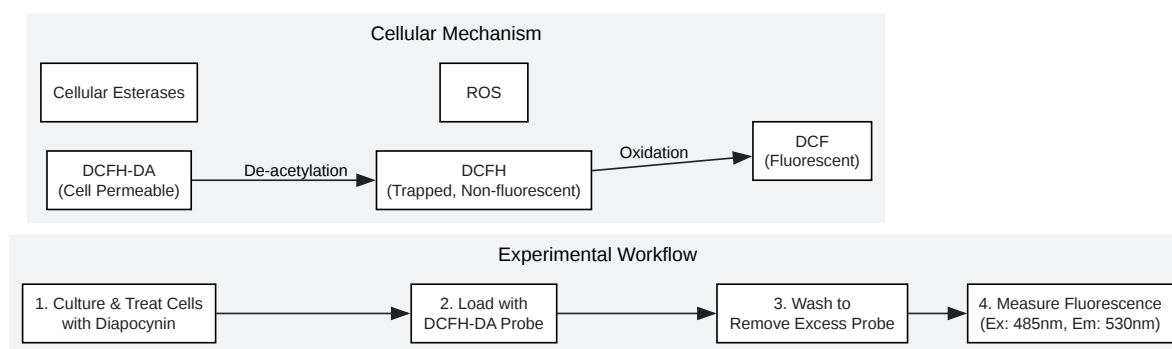 Cellular Mechanism
Cellular Esterases
ROS
DCFH-DA
(Cell Permeable)
De-acetylation
DCFH
(Trapped, Non-fluorescent)
Oxidation
DCF
(Fluorescent)
Experimental Workflow
1. Culture & Treat Cells
with Diapocynin
2. Load with
DCFH-DA Probe
3. Wash to
Remove Excess Probe
4. Measure Fluorescence
(Ex: 485nm, Em: 530nm)